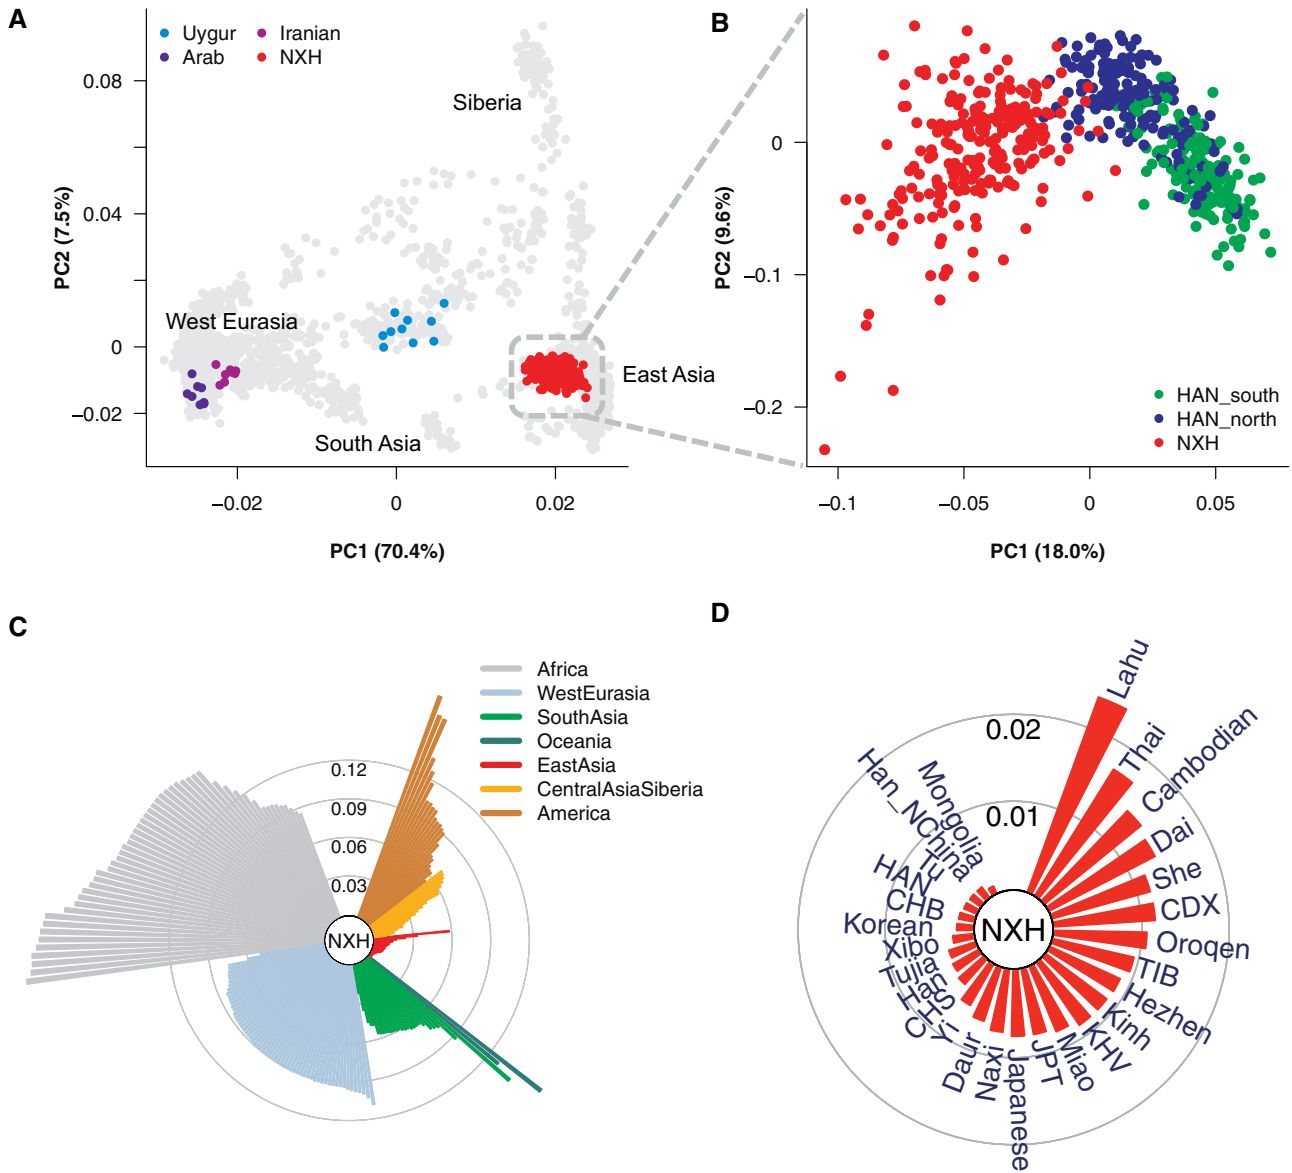 A
Uygur
Iranian
Arab
NXH
Siberia
West Eurasia
South Asia
East Asia
0.08
0.04
0
−0.02
PC2 (7.5%)
−0.02
0
0.02
PC1 (70.4%)
B
0
−0.1
−0.2
PC2 (9.6%)
HAN_south
HAN_north
NXH
−0.1
−0.05
0
0.05
PC1 (18.0%)
C
Africa
WestEurasia
SouthAsia
Oceania
EastAsia
CentralAsiaSiberia
America
0.12
0.09
0.06
0.03
NXH
D
0.02
0.01
NXH
Lahu
Thai
Cambodian
Dai
She
CDX
Oroqen
TIB
Hezhen
Kinh
KHV
Miao
JPT
Japanese
Naxi
Daur
Tujia
Xibo
Korean
CHB
HAN
Tu
Han_NChina
Mongolia